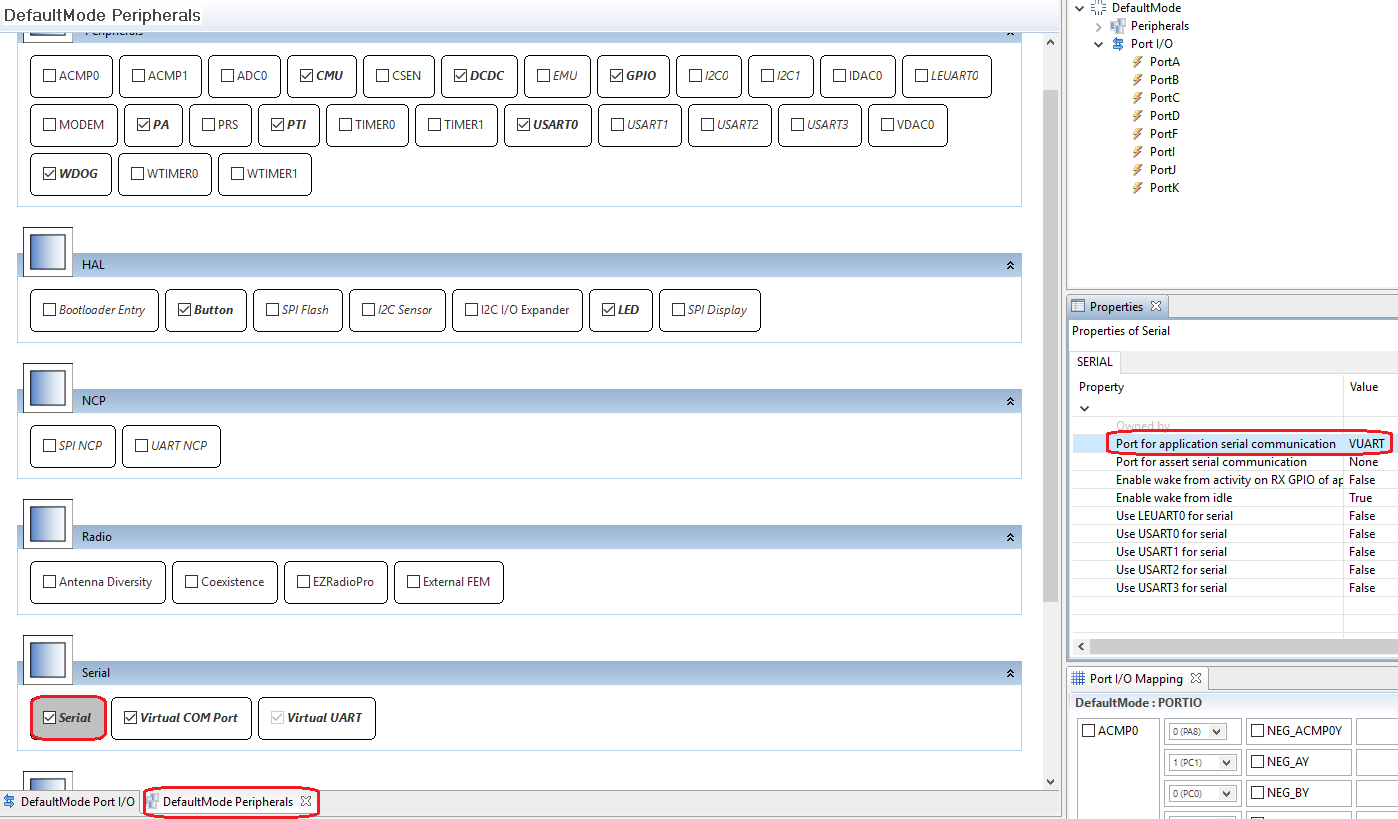 DefaultMode Peripherals
Peripherals
ACMP0 ACMP1 ADC0 CMU CSEN DCDC EMU GPIO I2C0 I2C1 IDAC0 LEUART0
MODEM PA PRS PTI TIMER0 TIMER1 USART0 USART1 USART2 USART3 VDAC0
WDOG WTIMER0 WTIMER1
HAL
Bootloader Entry Button SPI Flash I2C Sensor I2C I/O Expander LED SPI Display
NCP
SPI NCP UART NCP
Radio
Antenna Diversity Coexistence EZRadioPro External FEM
Serial
Serial Virtual COM Port Virtual UART
DefaultMode Port I/O DefaultMode Peripherals
DefaultMode
Peripherals
Port I/O
PortA
PortB
PortC
PortD
PortF
PortI
PortJ
PortK
Properties
Properties of Serial
SERIAL
Property Value
Owned by
Port for application serial communication VUART
Port for assert serial communication None
Enable wake from activity on RX GPIO of ap False
Enable wake from idle True
Use LEUART0 for serial False
Use USART0 for serial False
Use USART1 for serial False
Use USART2 for serial False
Use USART3 for serial False
Port I/O Mapping
DefaultMode : PORTIO
ACMP0 0 (PA8) NEG_ACMP0Y
1 (PC1) NEG_AY
0 (PC0) NEG_BY